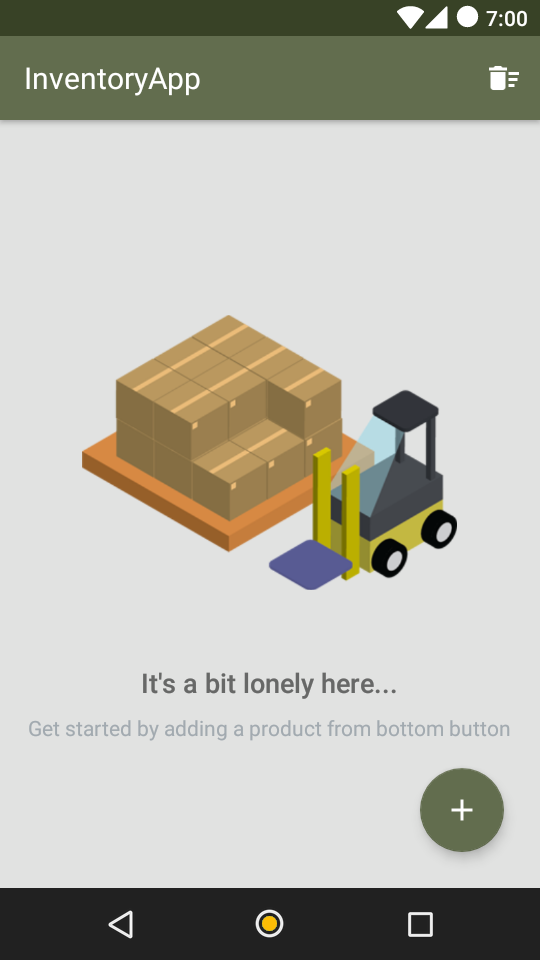 7:00
InventoryApp
It's a bit lonely here...
Get started by adding a product from bottom button